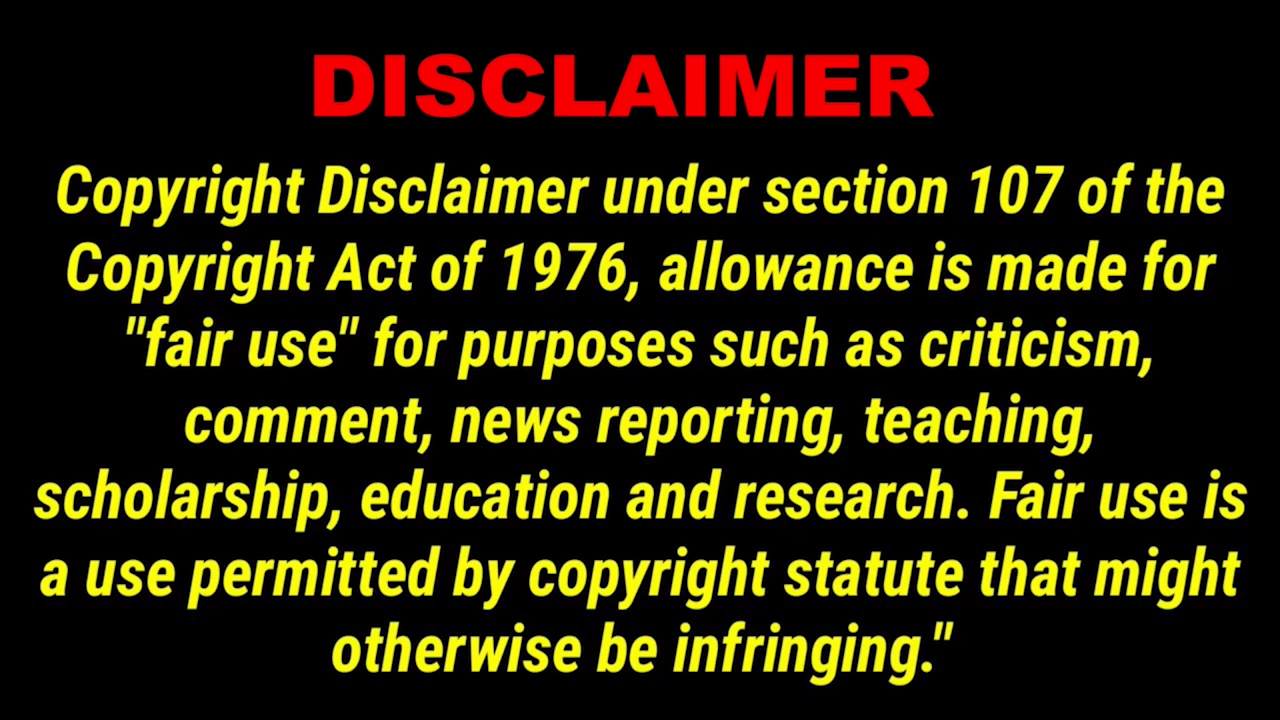 DISCLAIMER
Copyright Disclaimer under section 107 of the
Copyright Act of 1976, allowance is made for
"fair use" for purposes such as criticism,
comment, news reporting, teaching,
scholarship, education and research. Fair use is
a use permitted by copyright statute that might
otherwise be infringing."